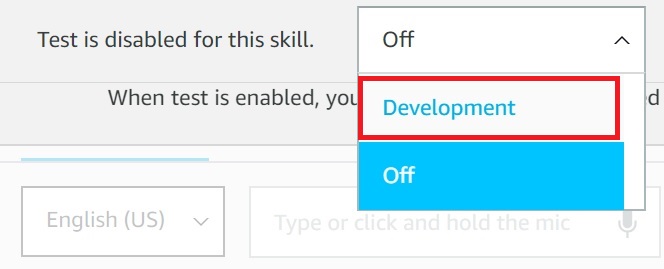 Test is disabled for this skill. Off
When test is enabled, you ed
Development
Off
English (US) Type or click and hold the mic